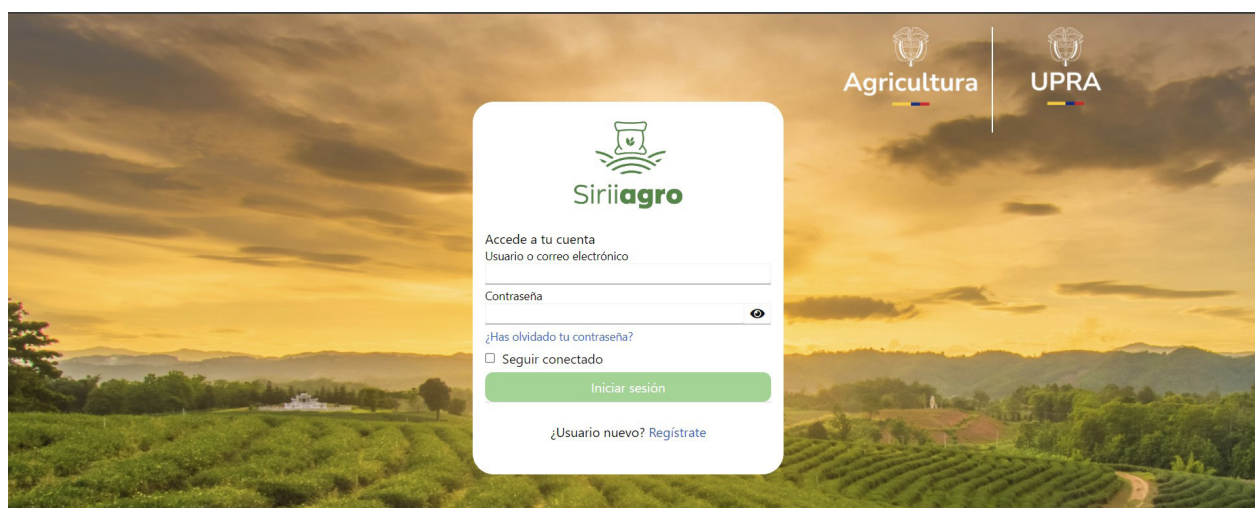 Agricultura
UPRA
Siriiagro
Accede a tu cuenta
Usuario o correo electrónico
Contraseña
¿Has olvidado tu contraseña?
Seguir conectado
Iniciar sesión
¿Usuario nuevo? Regístrate